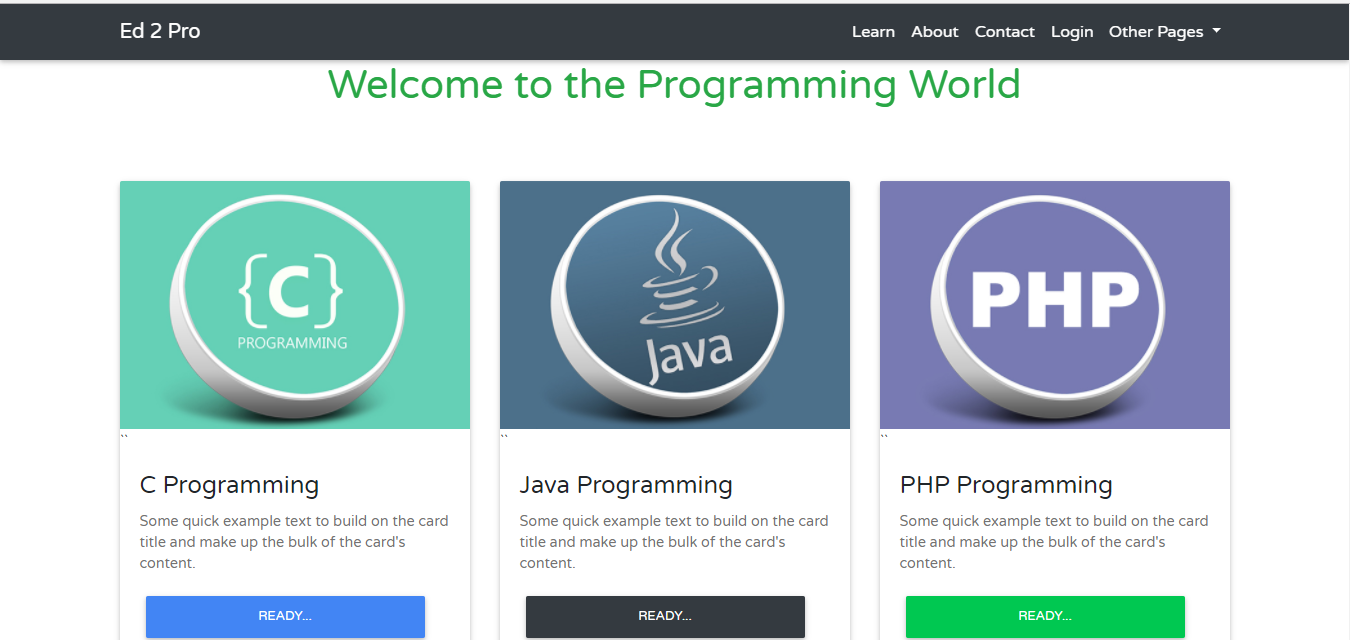 Ed 2 Pro
Learn About Contact Login Other Pages
Welcome to the Programming World
{C}
PROGRAMMING
Java
PHP
`` `` ``
C Programming
Some quick example text to build on the card
title and make up the bulk of the card's
content.
READY...
Java Programming
Some quick example text to build on the card
title and make up the bulk of the card's
content.
READY...
PHP Programming
Some quick example text to build on the card
title and make up the bulk of the card's
content.
READY...